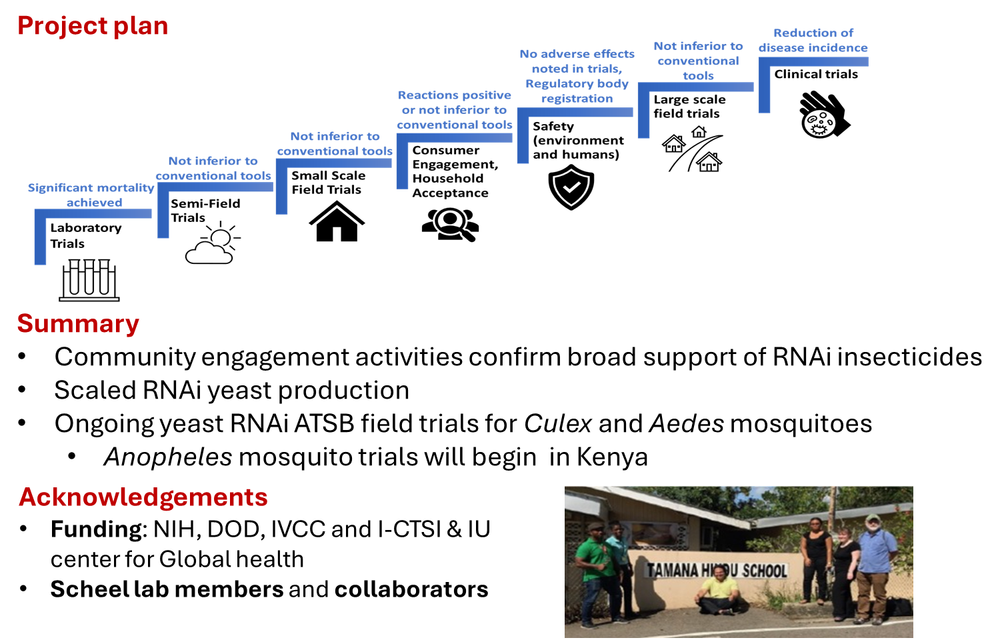 Project plan
Significant mortality
achieved
Laboratory
Trials
Not inferior to
conventional tools
Semi-Field
Trials
Not inferior to
conventional tools
Small Scale
Field Trials
Reactions positive
or not inferior to
conventional tools
Consumer
Engagement,
Household
Acceptance
No adverse effects
noted in trials,
Regulatory body
registration
Safety
(environment
and humans)
Not inferior to
conventional
tools
Large scale
field trials
Reduction of
disease incidence
Clinical trials
Summary
• Community engagement activities confirm broad support of RNAi insecticides
• Scaled RNAi yeast production
• Ongoing yeast RNAi ATSB field trials for Culex and Aedes mosquitoes
• Anopheles mosquito trials will begin in Kenya
Acknowledgements
• Funding: NIH, DOD, IVCC and I-CTSI & IU
center for Global health
• Scheel lab members and collaborators
TAMANA HINDU SCHOOL